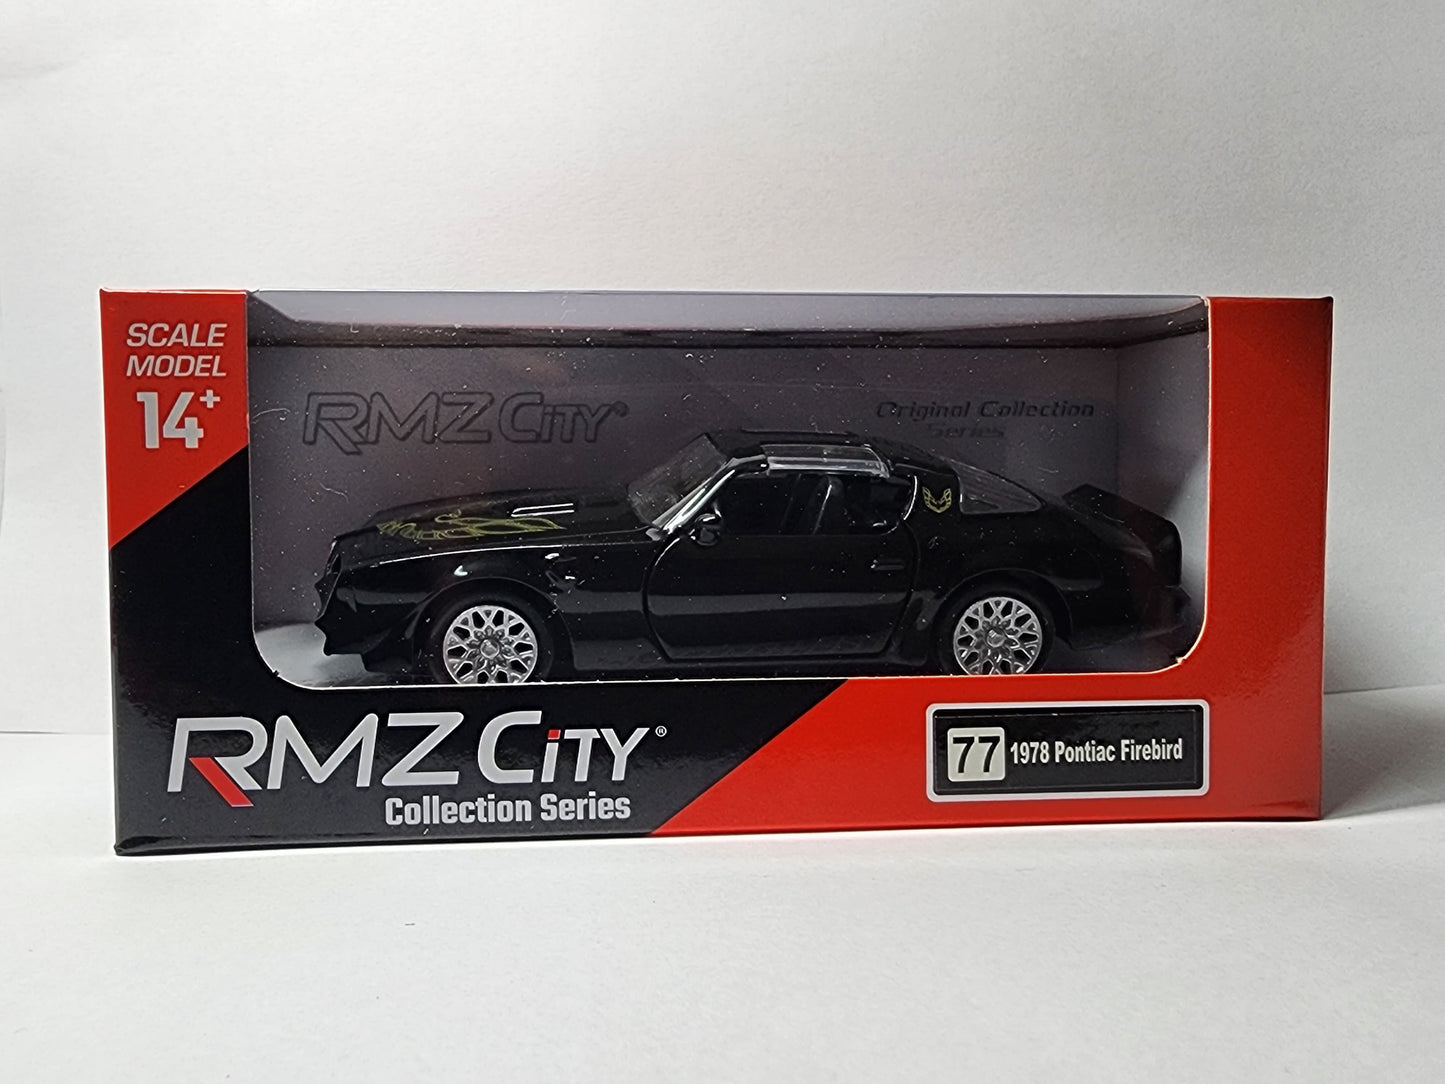 SCALE
MODEL
14+
RMZ CiTY®
Original Collection
Series
RMZ CiTY®
Collection Series
77 1978 Pontiac Firebird